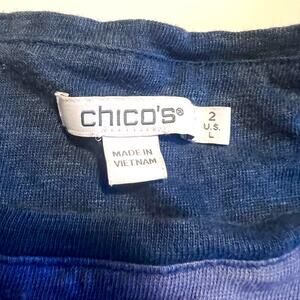 chico's®
2
U.S.
L
MADE IN
VIETNAM